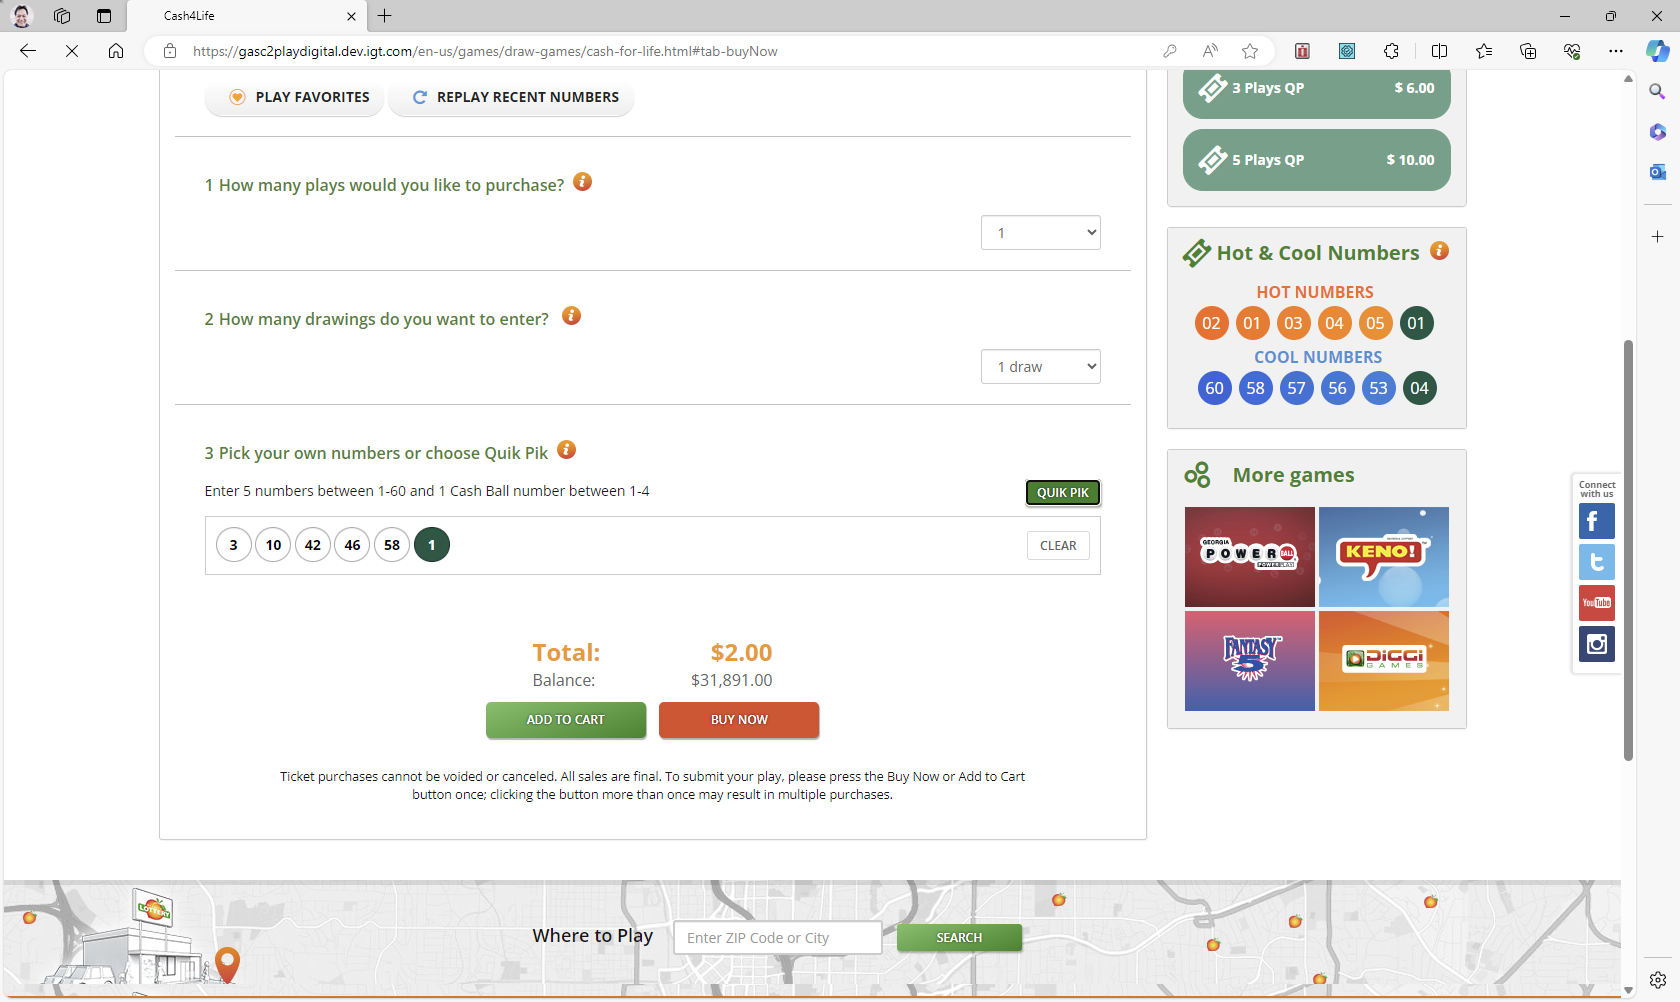 Cash4Life
https://gasc2playdigital.dev.igt.com/en-us/games/draw-games/cash-for-life.html#tab-buyNow
PLAY FAVORITES
REPLAY RECENT NUMBERS
1 How many plays would you like to purchase?
1
2 How many drawings do you want to enter?
1 draw
3 Pick your own numbers or choose Quik Pik
Enter 5 numbers between 1-60 and 1 Cash Ball number between 1-4
QUIK PIK
3 10 42 46 58 1
CLEAR
Total: $2.00
Balance: $31,891.00
ADD TO CART
BUY NOW
Ticket purchases cannot be voided or canceled. All sales are final. To submit your play, please press the Buy Now or Add to Cart
button once; clicking the button more than once may result in multiple purchases.
3 Plays QP $ 6.00
5 Plays QP $ 10.00
Hot & Cool Numbers
HOT NUMBERS
02 01 03 04 05 01
COOL NUMBERS
60 58 57 56 53 04
More games
GEORGIA
POWERBALL
POWERPLAY
KENO!
FANTASY
5
DIGGI
GAMES
Connect
with us
YouTube
LOTTERY
Where to Play
Enter ZIP Code or City
SEARCH